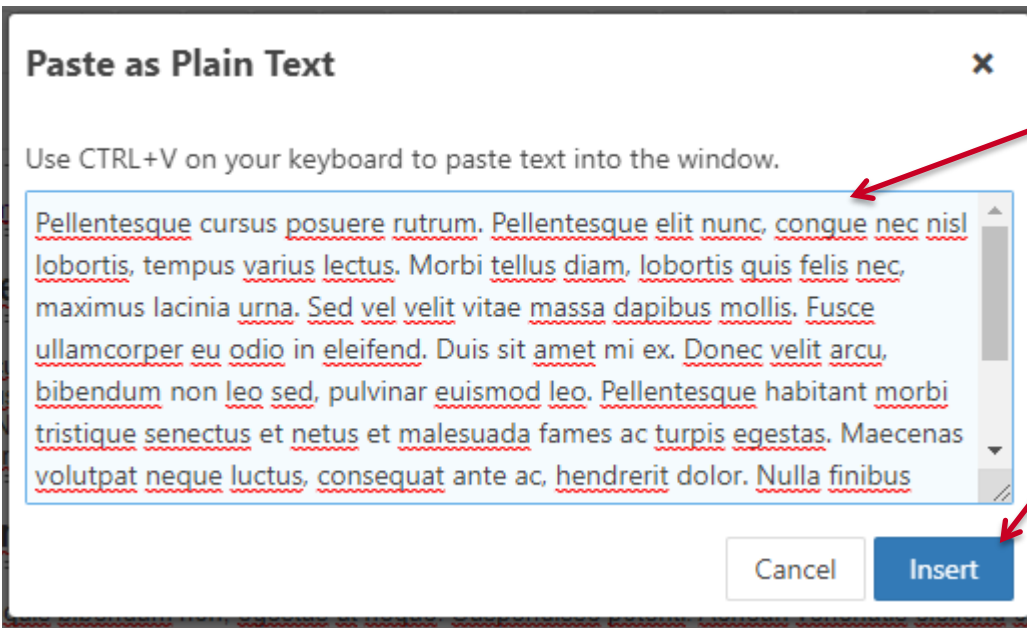 Paste as Plain Text
Use CTRL+V on your keyboard to paste text into the window.
Pellentesque cursus posuere rutrum. Pellentesque elit nunc, congue nec nisl
lobortis, tempus varius lectus. Morbi tellus diam, lobortis quis felis nec,
maximus lacinia urna. Sed vel velit vitae massa dapibus mollis. Fusce
ullamcorper eu odio in eleifend. Duis sit amet mi ex. Donec velit arcu,
bibendum non leo sed, pulvinar euismod leo. Pellentesque habitant morbi
tristique senectus et netus et malesuada fames ac turpis egestas. Maecenas
volutpat neque luctus, consequat ante ac, hendrerit dolor. Nulla finibus
Cancel Insert